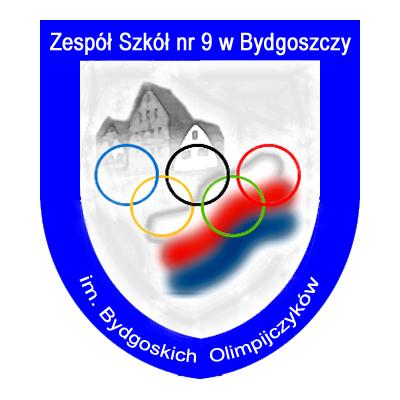 Zespół Szkół nr 9 w Bydgoszczy
im. Bydgoskich Olimpijczyków